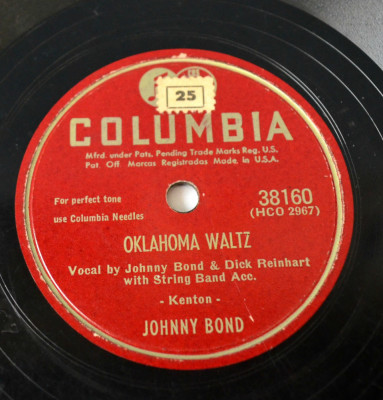 25
COLUMBIA
Mfrd. under Pats. Pending Trade Marks Reg. U.S.
Pat. Off Marcas Registradas Made in U.S.A.
For perfect tone
use Columbia Needles
38160
(HCO 2967)
OKLAHOMA WALTZ
Vocal by Johnny Bond & Dick Reinhart
with String Band Acc.
- Kenton -
JOHNNY BOND